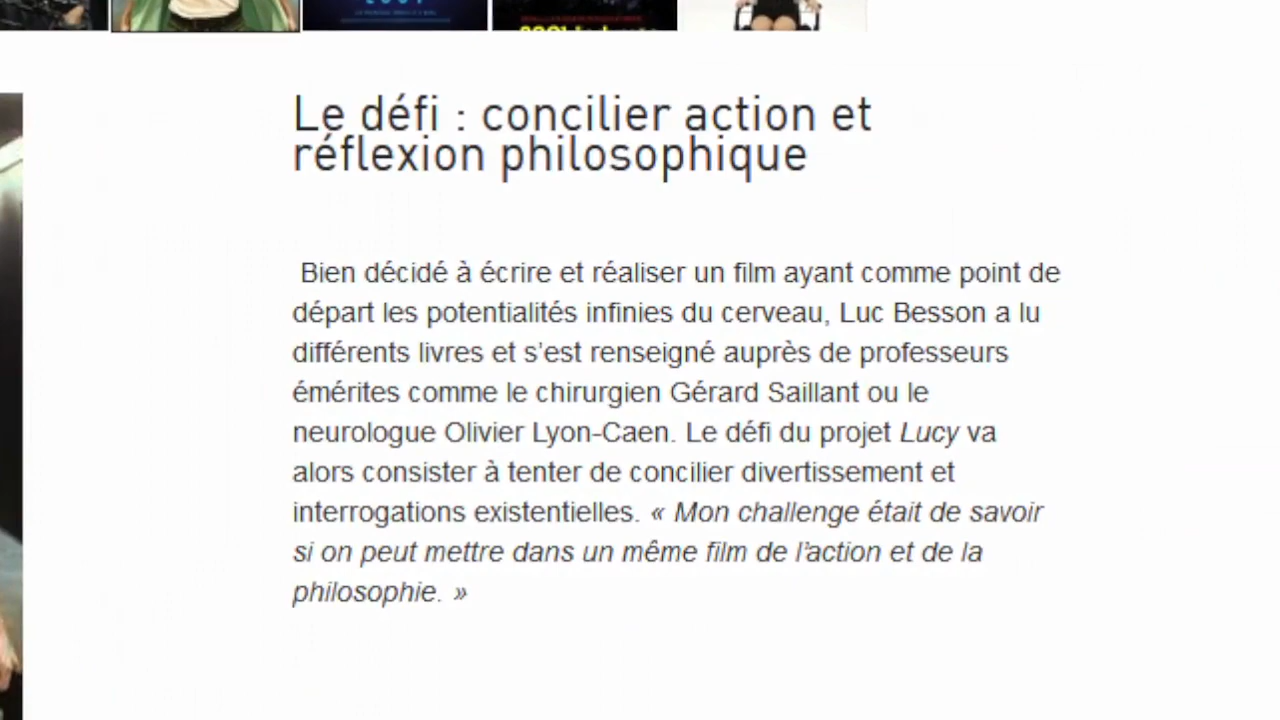 Le défi : concilier action et
réflexion philosophique
Bien décidé à écrire et réaliser un film ayant comme point de
départ les potentialités infinies du cerveau, Luc Besson a lu
différents livres et s’est renseigné auprès de professeurs
émérites comme le chirurgien Gérard Saillant ou le
neurologue Olivier Lyon-Caen. Le défi du projet Lucy va
alors consister à tenter de concilier divertissement et
interrogations existentielles. « Mon challenge était de savoir
si on peut mettre dans un même film de l’action et de la
philosophie. »